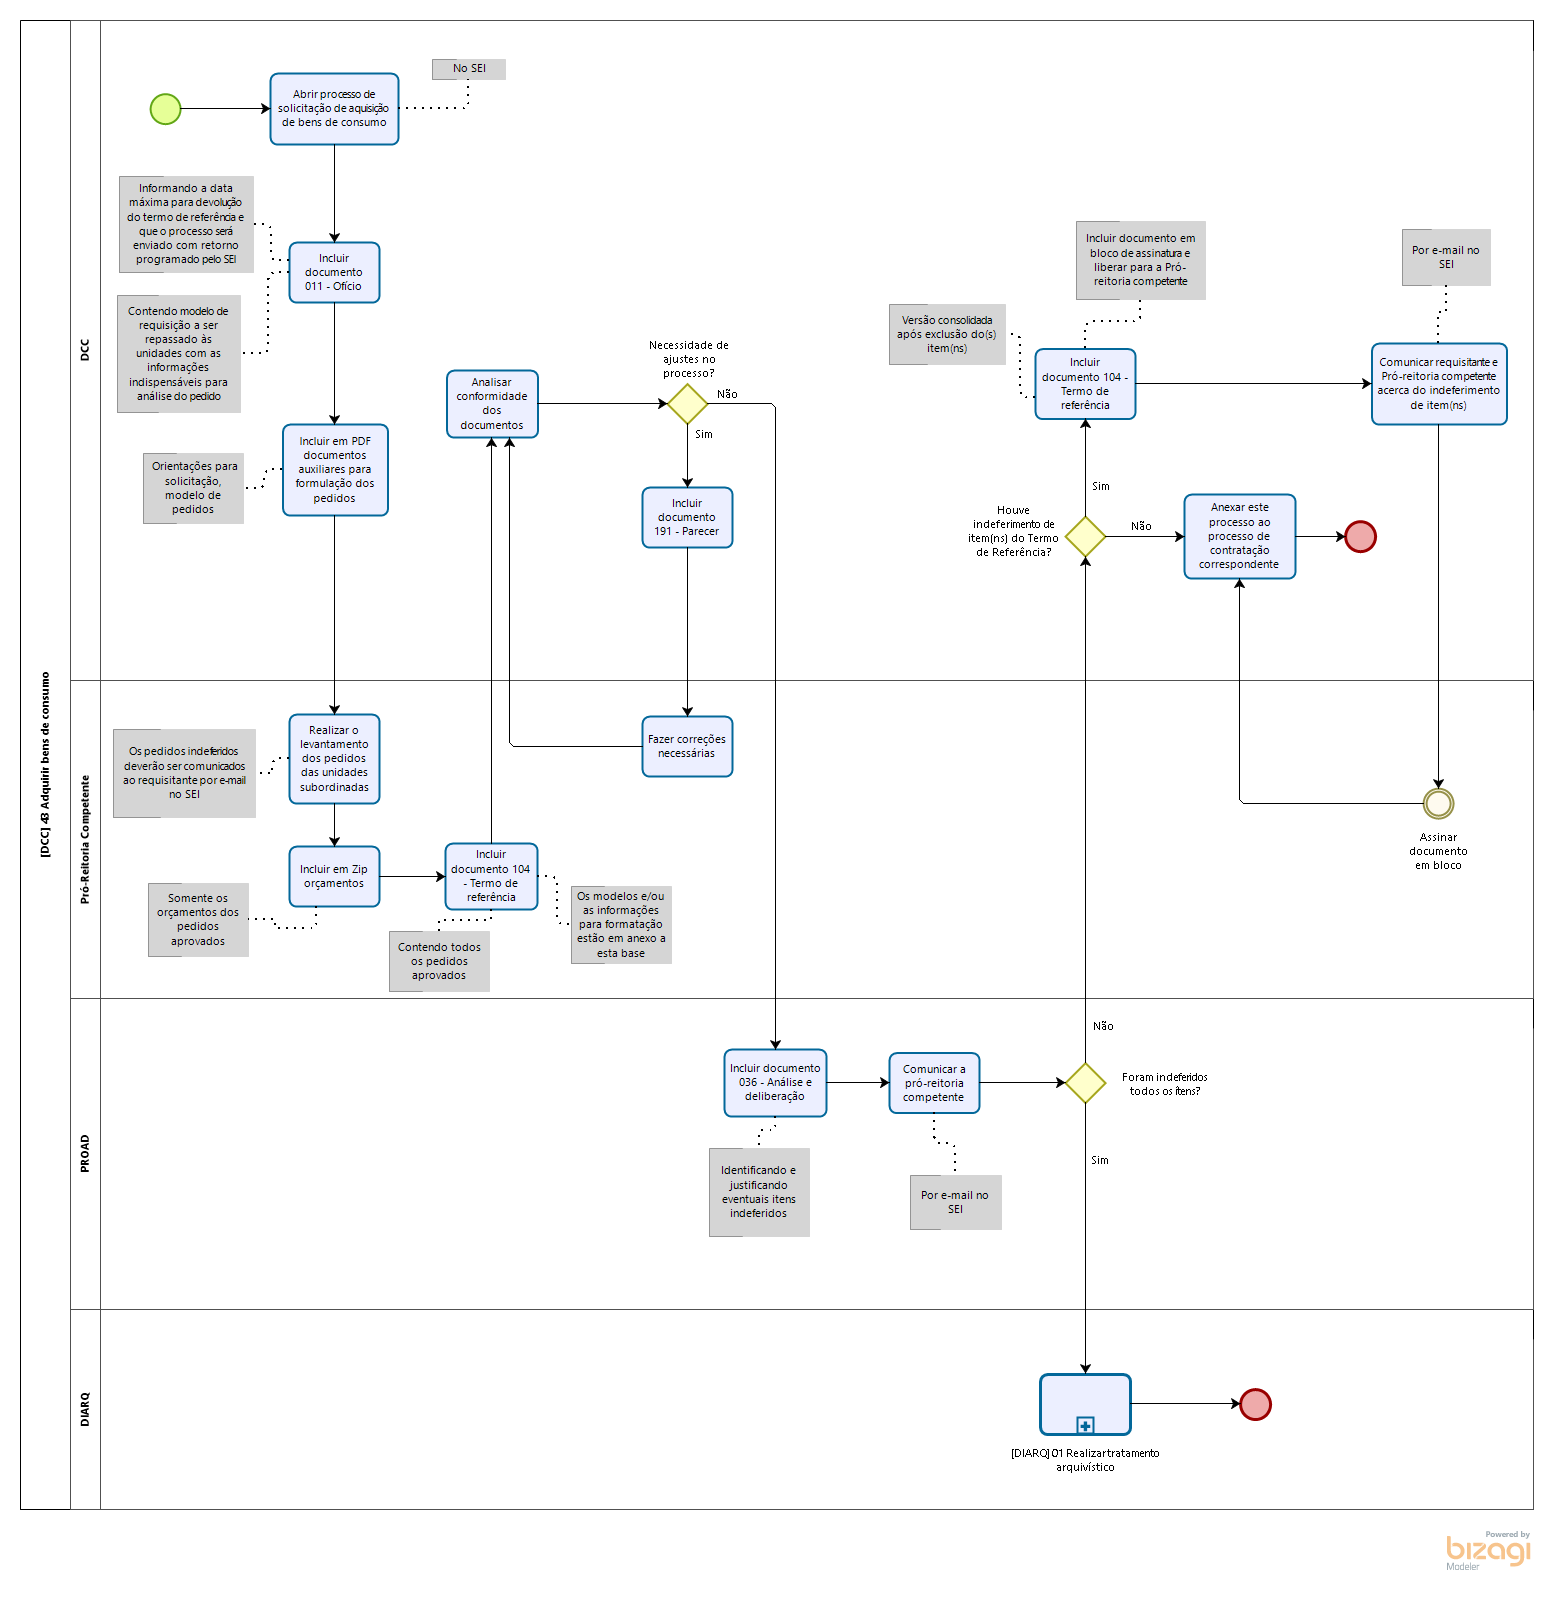 [DCC] 43 Adquirir bens de consumo
DCC
No SEI
Abrir processo de
solicitação de aquisição
de bens de consumo
Informando a data
máxima para devolução
do termo de referência e
que o processo será
enviado com retorno
programado pelo SEI
Incluir
documento
011 - Ofício
Contendo modelo de
requisição a ser
repassado às
unidades com as
informações
indispensáveis para
análise do pedido
Incluir em PDF
documentos
auxiliares para
formulação dos
pedidos
Orientações para
solicitação,
modelo de
pedidos
Analisar
conformidade
dos
documentos
Necessidade de
ajustes no
processo?
Não
Sim
Incluir
documento
191 - Parecer
Incluir documento em
bloco de assinatura e
liberar para a Pró-
reitoria competente
Versão consolidada
após exclusão do(s)
item(ns)
Incluir
documento 104 -
Termo de
referência
Por e-mail no
SEI
Comunicar requisitante e
Pró-reitoria competente
acerca do indeferimento
de item(ns)
Sim
Houve
indeferimento de
item(ns) do Termo
de Referência?
Não
Anexar este
processo ao
processo de
contratação
correspondente
Pró-Reitoria Competente
Realizar o
levantamento
dos pedidos
das unidades
subordinadas
Os pedidos indeferidos
deverão ser comunicados
ao requisitante por e-mail
no SEI
Fazer correções
necessárias
Incluir em Zip
orçamentos
Somente os
orçamentos dos
pedidos
aprovados
Incluir
documento 104
- Termo de
referência
Contendo todos
os pedidos
aprovados
Os modelos e/ou
as informações
para formatação
estão em anexo a
esta base
Assinar
documento
em bloco
PROAD
Incluir documento
036 - Análise e
deliberação
Comunicar a
pró-reitoria
competente
Não
Foram indeferidos
todos os ítens?
Sim
Identificando e
justificando
eventuais itens
indeferidos
Por e-mail no
SEI
DIARQ
[DIARQ] 01 Realizar tratamento
arquivístico
Powered by
bizagi
Modeler